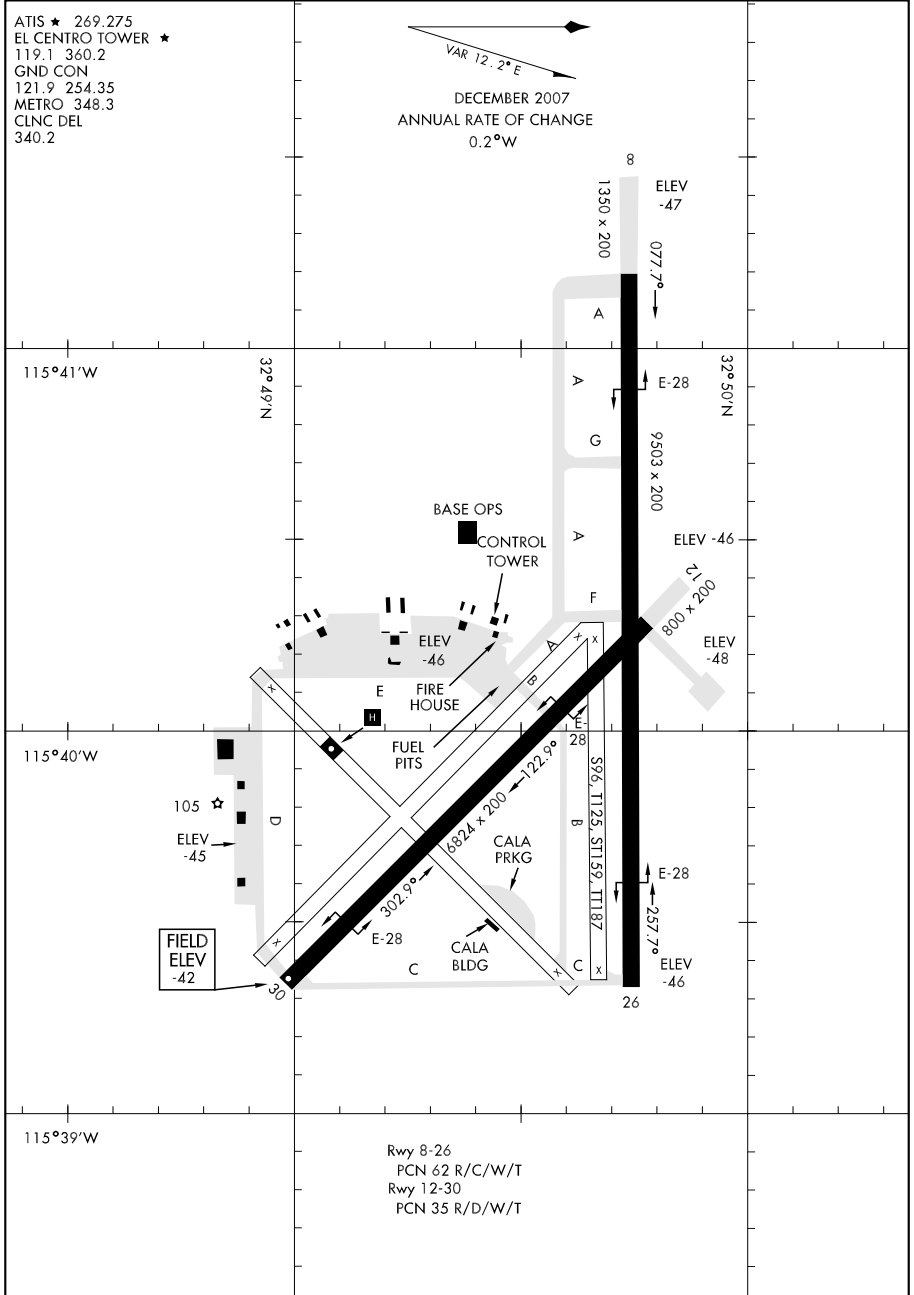 ATIS ★ 269.275
EL CENTRO TOWER ★
119.1 360.2
GND CON
121.9 254.35
METRO 348.3
CLNC DEL
340.2
VAR 12.2° E
DECEMBER 2007
ANNUAL RATE OF CHANGE
0.2°W
8
1350 x 200
ELEV
-47
077.7°
A
115°41'W
32°49'N
32°50'N
A
E-28
G
9503 x 200
BASE OPS
CONTROL
TOWER
A
ELEV -46
12
800 x 200
F
ELEV
-48
ELEV
-46
A
x
x
x
E
B
FIRE
HOUSE
H
E-
28
FUEL
PITS
122.9°
115°40'W
105
D
6824 x 200
B
S96, T125, ST159, TT187
ELEV
-45
CALA
PRKG
302.9°
E-28
257.7°
E-28
x
CALA
BLDG
FIELD
ELEV
-42
C
C
x
x
ELEV
-46
30
26
115°39'W
Rwy 8-26
PCN 62 R/C/W/T
Rwy 12-30
PCN 35 R/D/W/T